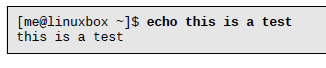 [me@linuxbox ~]$ echo this is a test
this is a test